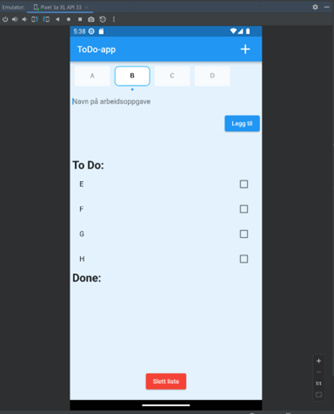 Emulator: Pixel 3a XL API 33
5:38
ToDo-app
A B C D
Navn på arbeidsoppgave
Legg til
To Do:
E
F
G
H
Done:
Slett liste
1:1